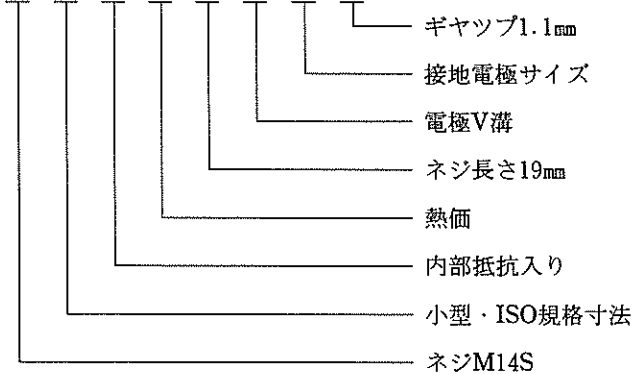 ギヤツプ1.1㎜
接地電極サイズ
電極V溝
ネジ長さ19㎜
熱価
内部抵抗入り
小型・ISO規格寸法
ネジM14S